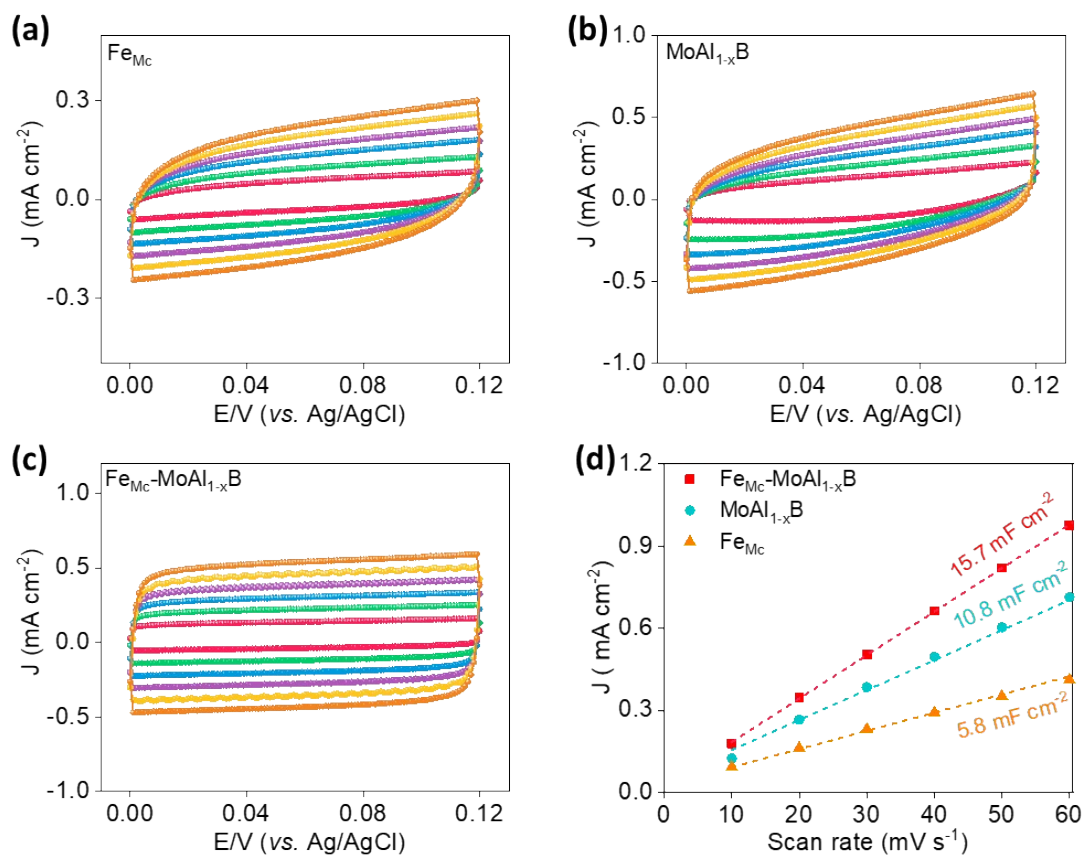 (a)
Fe_Mc
0.3
0.0
-0.3
J (mA cm⁻²)
0.00 0.04 0.08 0.12
E/V (vs. Ag/AgCl)
(b)
MoAl_1-xB
1.0
0.5
0.0
-0.5
-1.0
J (mA cm⁻²)
0.00 0.04 0.08 0.12
E/V (vs. Ag/AgCl)
(c)
Fe_Mc-MoAl_1-xB
1.0
0.5
0.0
-0.5
-1.0
J (mA cm⁻²)
0.00 0.04 0.08 0.12
E/V (vs. Ag/AgCl)
(d)
Fe_Mc-MoAl_1-xB
MoAl_1-xB
Fe_Mc
15.7 mF cm⁻²
10.8 mF cm⁻²
5.8 mF cm⁻²
1.2
0.9
0.6
0.3
0.0
J ( mA cm⁻²)
10 20 30 40 50 60
Scan rate (mV s⁻¹)